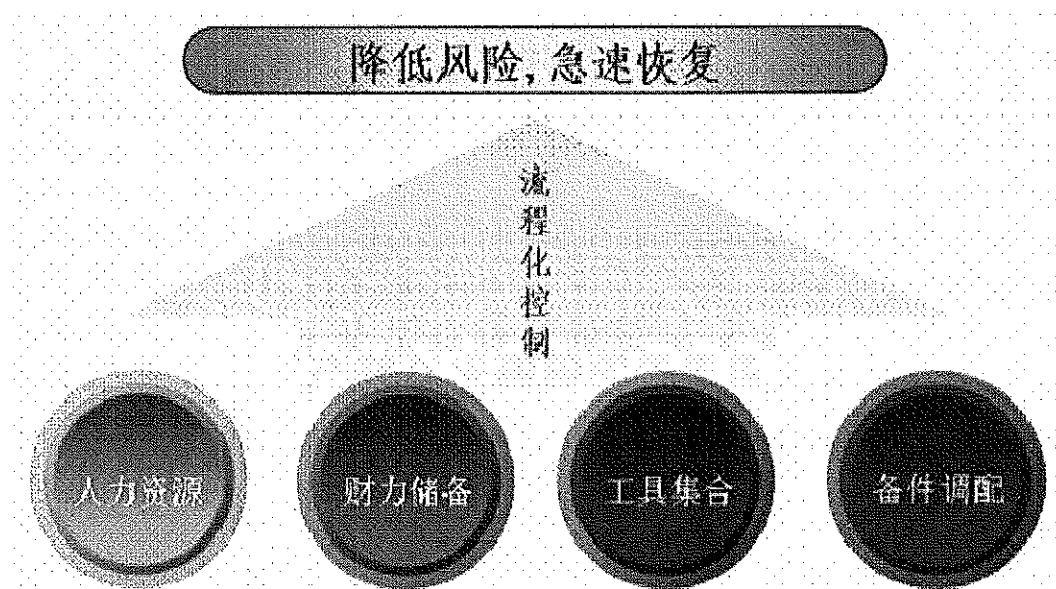 降低风险,急速恢复
流程化控制
人力资源
财力储备
工具集合
备件调配